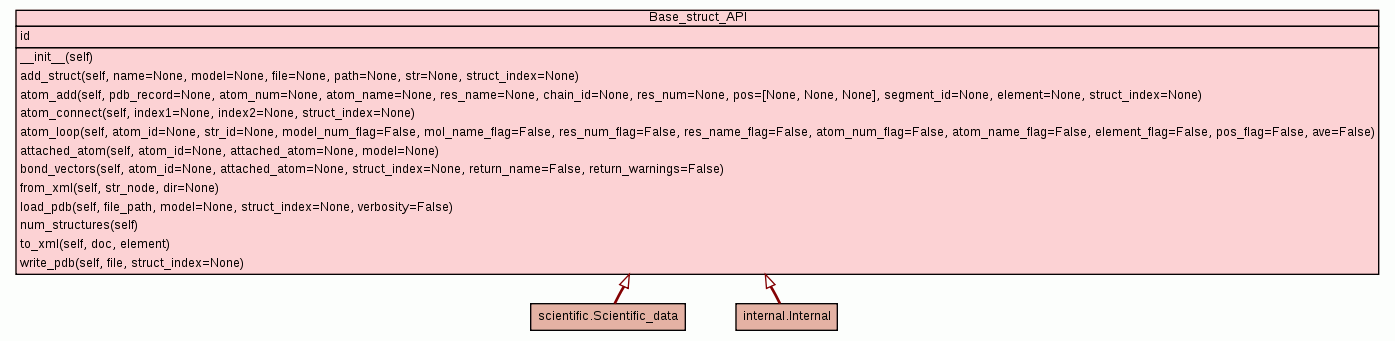 Base_struct_API
id
__init__(self)
add_struct(self, name=None, model=None, file=None, path=None, str=None, struct_index=None)
atom_add(self, pdb_record=None, atom_num=None, atom_name=None, res_name=None, chain_id=None, res_num=None, pos=[None, None, None], segment_id=None, element=None, struct_index=None)
atom_connect(self, index1=None, index2=None, struct_index=None)
atom_loop(self, atom_id=None, str_id=None, model_num_flag=False, mol_name_flag=False, res_num_flag=False, res_name_flag=False, atom_num_flag=False, atom_name_flag=False, element_flag=False, pos_flag=False, ave=False)
attached_atom(self, atom_id=None, attached_atom=None, model=None)
bond_vectors(self, atom_id=None, attached_atom=None, struct_index=None, return_name=False, return_warnings=False)
from_xml(self, str_node, dir=None)
load_pdb(self, file_path, model=None, struct_index=None, verbosity=False)
num_structures(self)
to_xml(self, doc, element)
write_pdb(self, file, struct_index=None)
scientific.Scientific_data
internal.Internal